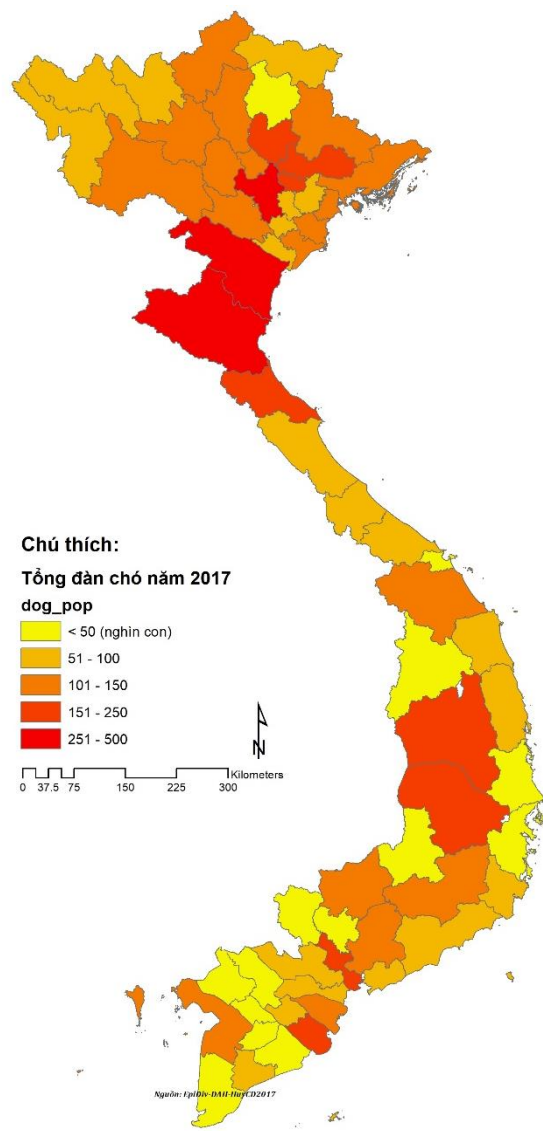 Chú thích:
Tổng đàn chó năm 2017
dog_pop
< 50 (nghìn con)
51 - 100
101 - 150
151 - 250
251 - 500
N
Kilometers
0 37.5 75 150 225 300
Nguồn: EpiDiv-DAH-HuyCD2017